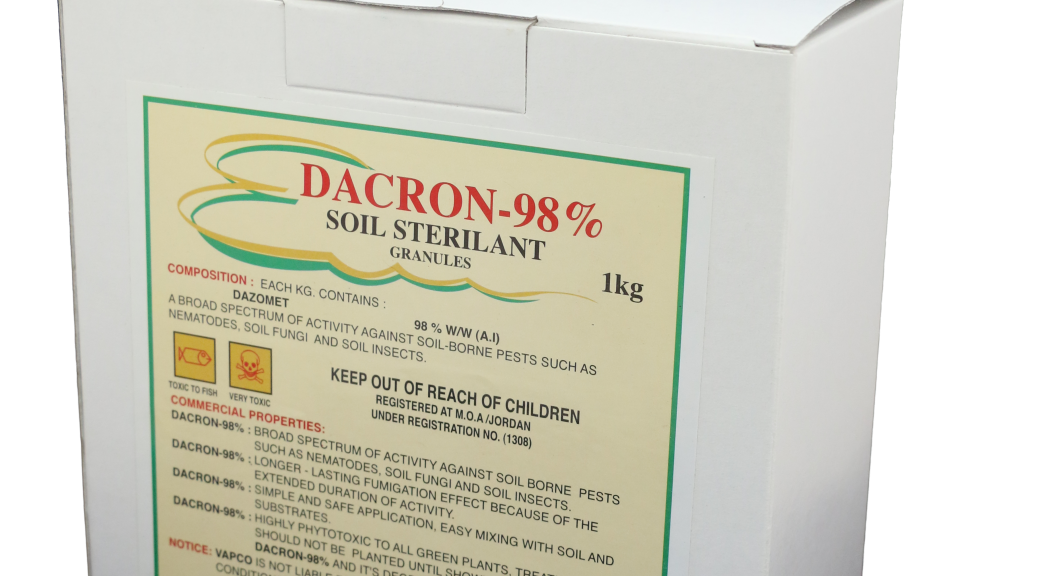 DACRON-98%
SOIL STERILANT
GRANULES
1kg
COMPOSITION : EACH KG. CONTAINS :
DAZOMET
98 % W/W (A.I)
A BROAD SPECTRUM OF ACTIVITY AGAINST SOIL-BORNE PESTS SUCH AS
NEMATODES, SOIL FUNGI AND SOIL INSECTS.
TOXIC TO FISH
VERY TOXIC
KEEP OUT OF REACH OF CHILDREN
REGISTERED AT M.O.A/JORDAN
UNDER REGISTRATION NO. (1308)
COMMERCIAL PROPERTIES:
DACRON-98% : BROAD SPECTRUM OF ACTIVITY AGAINST SOIL BORNE PESTS
SUCH AS NEMATODES, SOIL FUNGI AND SOIL INSECTS.
DACRON-98% : LONGER - LASTING FUMIGATION EFFECT BECAUSE OF THE
EXTENDED DURATION OF ACTIVITY.
DACRON-98% : SIMPLE AND SAFE APPLICATION, EASY MIXING WITH SOIL AND
SUBSTRATES.
DACRON-98% : HIGHLY PHYTOTOXIC TO ALL GREEN PLANTS,
SHOULD NOT BE PLANTED UNTIL
DACRON-98% AND IT'S
NOTICE: VAPCO IS NOT